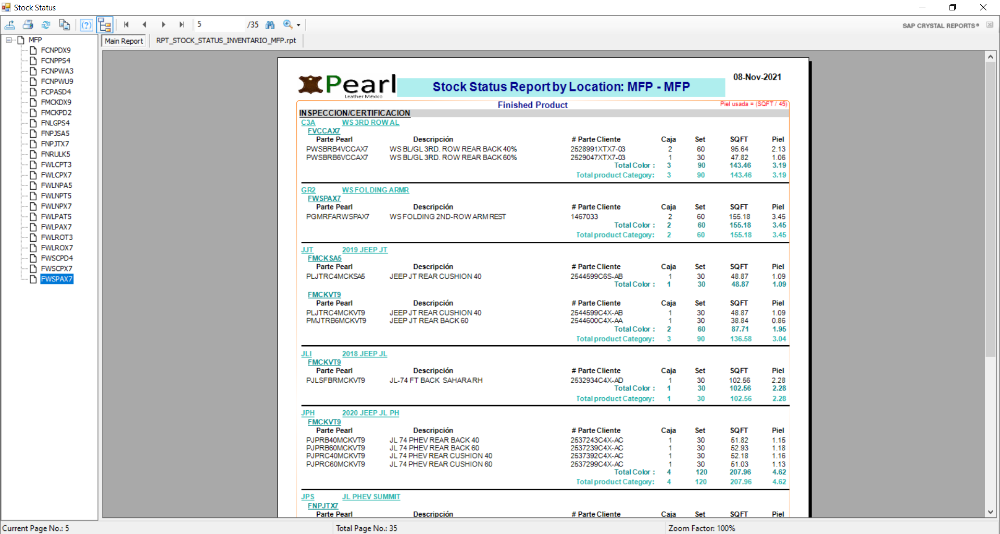 Stock Status
5 /35
SAP CRYSTAL REPORTS®
Main Report RPT_STOCK_STATUS_INVENTARIO_MFP.rpt
MFP
FCNPDX9
FCNPPS4
FCNPWA3
FCNPWU9
FCPASD4
FMCKDX9
FMCKPD2
FNLGPS4
FNPJSA5
FNPJTX7
FNRULK5
FWLCPT3
FWLCPX7
FWLNPA5
FWLNPT5
FWLNPX7
FWLPAT5
FWLPAX7
FWLROT3
FWLROX7
FWSCPD4
FWSCPX7
FWSPAX7
Pearl
Leather México
Stock Status Report by Location: MFP - MFP
08-Nov-2021
Finished Product
Piel usada = (SQFT / 45)
INSPECCION/CERTIFICACION
C3A WS 3RD ROW AL
FVCCAX7
Parte Pearl Descripción # Parte Cliente Caja Set SQFT Piel
PWSBRB4VCCAX7 WS BL/GL 3RD. ROW REAR BACK 40% 2528991XTX7-03 2 60 95.64 2.13
PWSBRB6VCCAX7 WS BL/GL 3RD. ROW REAR BACK 60% 2529047XTX7-03 1 30 47.82 1.06
Total Color : 3 90 143.46 3.19
Total product Category: 3 90 143.46 3.19
GR2 WS FOLDING ARMR
FWSPAX7
Parte Pearl Descripción # Parte Cliente Caja Set SQFT Piel
PGMRFARWSPAX7 WS FOLDING 2ND-ROW ARM REST 1467033 2 60 155.18 3.45
Total Color : 2 60 155.18 3.45
Total product Category: 2 60 155.18 3.45
JJT 2019 JEEP JT
FMCKSA5
Parte Pearl Descripción # Parte Cliente Caja Set SQFT Piel
PLJTRC4MCKSA5 JEEP JT REAR CUSHION 40 2544599C6S-AB 1 30 48.87 1.09
Total Color : 1 30 48.87 1.09
FMCKVT9
Parte Pearl Descripción # Parte Cliente Caja Set SQFT Piel
PLJTRC4MCKVT9 JEEP JT REAR CUSHION 40 2544599C4X-AB 1 30 48.87 1.09
PMJTRB6MCKVT9 JEEP JT REAR BACK 60 2544600C4X-AA 1 30 38.84 0.86
Total Color : 2 60 87.71 1.95
Total product Category: 3 90 136.58 3.04
JLI 2018 JEEP JL
FMCKVT9
Parte Pearl Descripción # Parte Cliente Caja Set SQFT Piel
PJLSFBRMCKVT9 JL-74 FT BACK SAHARA RH 2532934C4X-AD 1 30 102.56 2.28
Total Color : 1 30 102.56 2.28
Total product Category: 1 30 102.56 2.28
JPH 2020 JEEP JL PH
FMCKVT9
Parte Pearl Descripción # Parte Cliente Caja Set SQFT Piel
PJPRB40MCKVT9 JL 74 PHEV REAR BACK 40 2537243C4X-AC 1 30 51.82 1.15
PJPRB60MCKVT9 JL 74 PHEV REAR BACK 60 2537239C4X-AC 1 30 52.93 1.18
PJPRC40MCKVT9 JL 74 PHEV REAR CUSHION 40 2537392C4X-AC 1 30 52.18 1.16
PJPRC60MCKVT9 JL 74 PHEV REAR CUSHION 60 2537299C4X-AC 1 30 51.03 1.13
Total Color : 4 120 207.96 4.62
Total product Category: 4 120 207.96 4.62
JPS JL PHEV SUMMIT
FNPJTX7
Parte Pearl Descripción # Parte Cliente Caja Set SQFT Piel
Current Page No.: 5 Total Page No.: 35 Zoom Factor: 100%